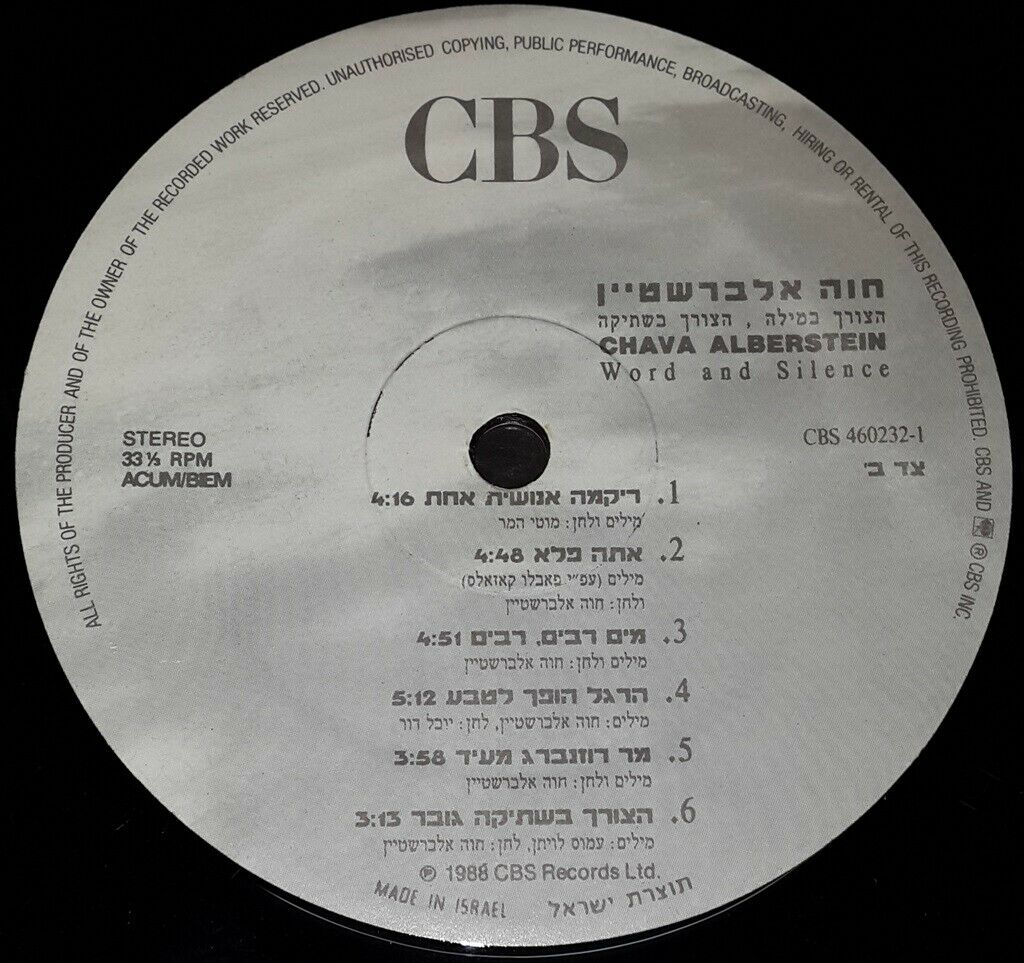 ALL RIGHTS OF THE PRODUCER AND OF THE OWNER OF THE RECORDED WORK RESERVED. UNAUTHORISED COPYING, PUBLIC PERFORMANCE, BROADCASTING, HIRING OR RENTAL OF THIS RECORDING PROHIBITED. CBS AND ℗ CBS INC.
CBS
חוה אלברשטיין
הצורך במילה, הצורך בשתיקה
CHAVA ALBERSTEIN
Word and Silence
STEREO
33⅓ RPM
ACUM/BIEM
CBS 460232-1
צד ב'
1. ריקמה אנושית אחת 4:16
מילים ולחן: מוטי המר
2. אתה פלא 4:48
מילים (עפ״י פאבלו קאזאלס)
ולחן: חוה אלברשטיין
3. מים רבים, רבים 4:51
מילים ולחן: חוה אלברשטיין
4. הרגל הופך לטבע 5:12
מילים: חוה אלברשטיין, לחן: יובל דור
5. מר רוזנברג מעיד 3:58
מילים ולחן: חוה אלברשטיין
6. הצורך בשתיקה גובר 3:13
מילים: עמוס לויתן, לחן: חוה אלברשטיין
℗ 1988 CBS Records Ltd.
MADE IN ISRAEL תוצרת ישראל